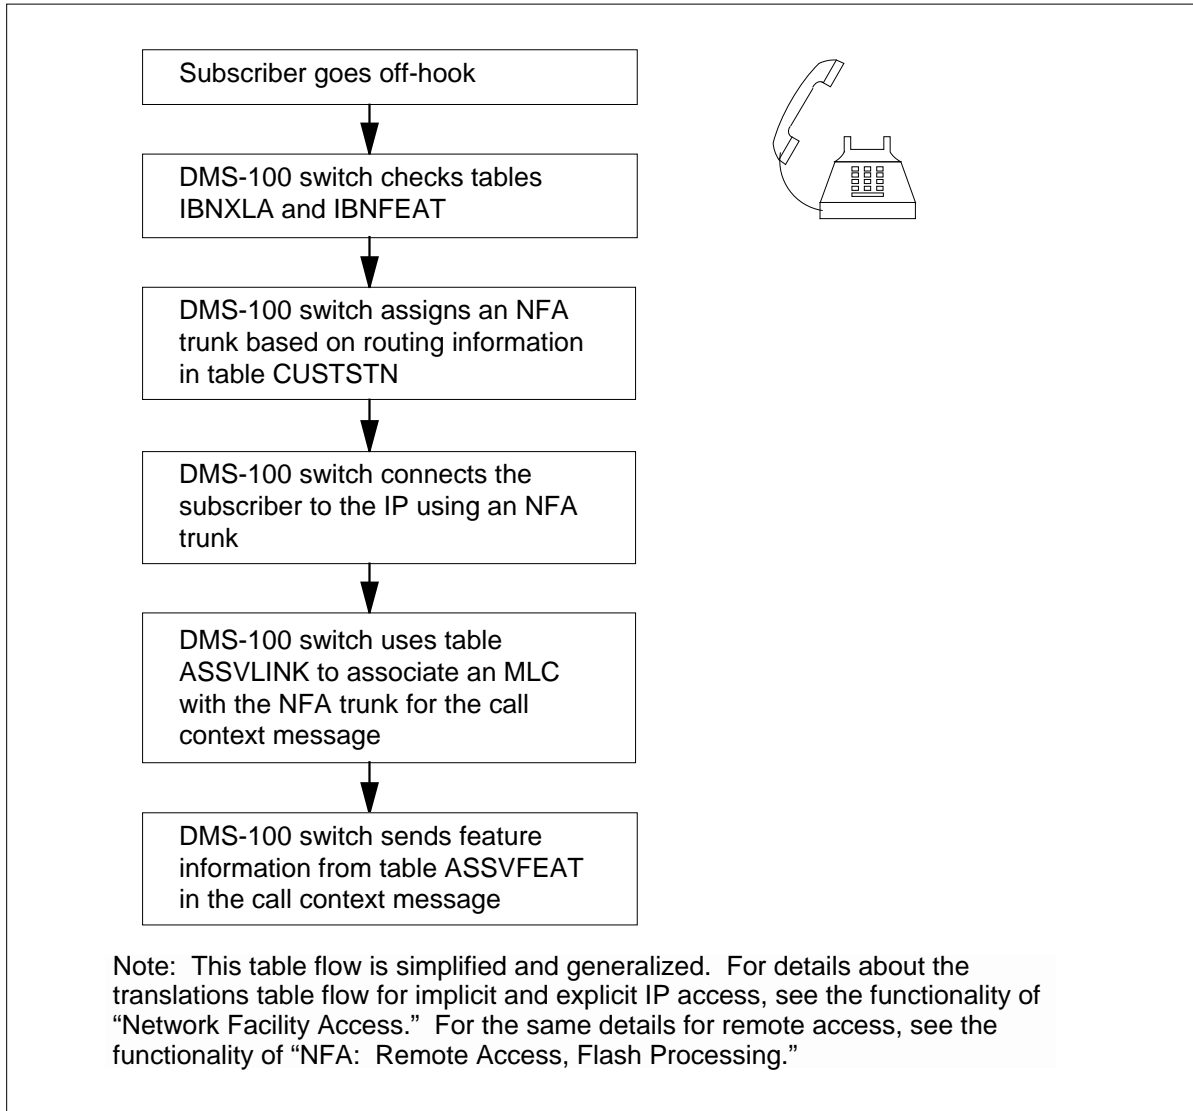 Subscriber goes off-hook
DMS-100 switch checks tables
IBNXLA and IBNFEAT
DMS-100 switch assigns an NFA
trunk based on routing information
in table CUSTSTN
DMS-100 switch connects the
subscriber to the IP using an NFA
trunk
DMS-100 switch uses table
ASSVLINK to associate an MLC
with the NFA trunk for the call
context message
DMS-100 switch sends feature
information from table ASSVFEAT
in the call context message
Note:  This table flow is simplified and generalized.  For details about the
translations table flow for implicit and explicit IP access, see the functionality of
“Network Facility Access.”  For the same details for remote access, see the
functionality of “NFA:  Remote Access, Flash Processing.”